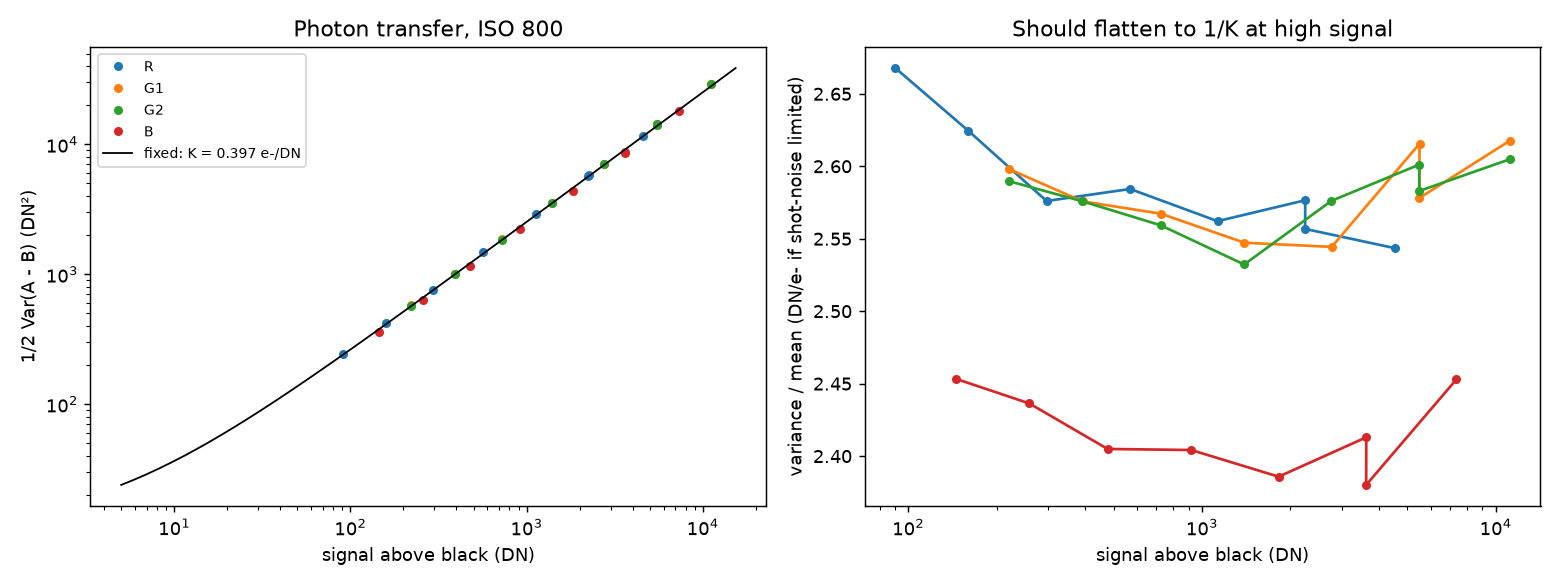 Photon transfer, ISO 800
1/2 Var(A - B) (DN²)
10⁴
10³
10²
R
G1
G2
B
fixed: K = 0.397 e-/DN
10¹
10²
10³
10⁴
signal above black (DN)
Should flatten to 1/K at high signal
variance / mean (DN/e- if shot-noise limited)
2.65
2.60
2.55
2.50
2.45
2.40
10²
10³
10⁴
signal above black (DN)